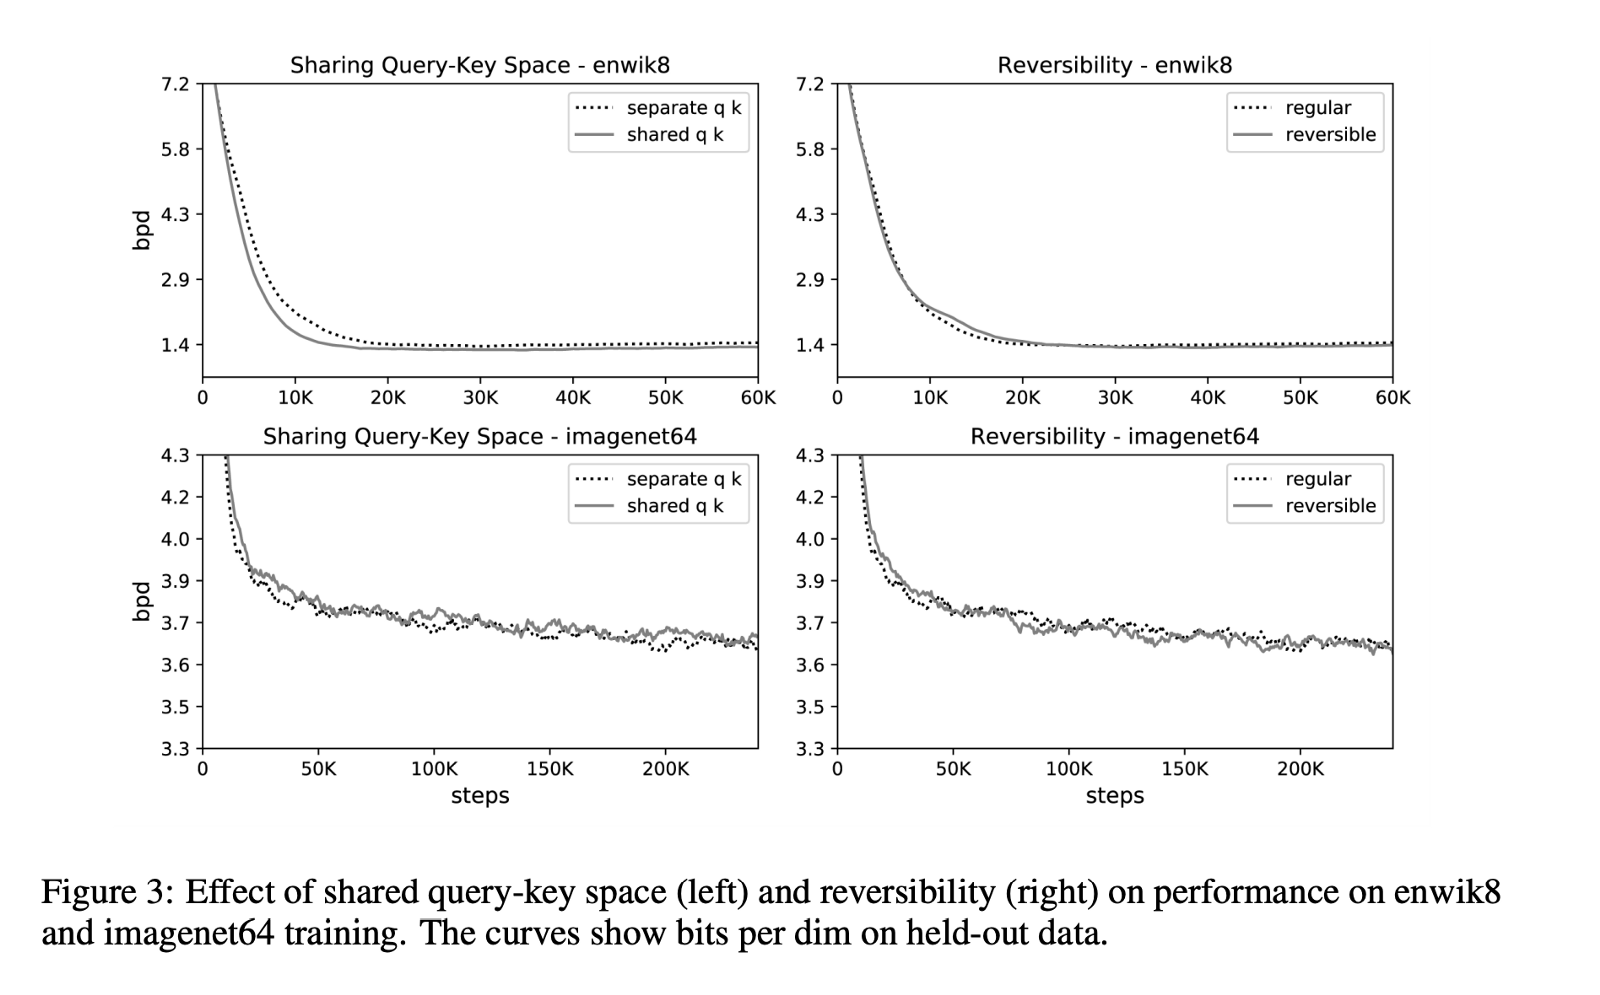 Sharing Query-Key Space - enwik8
7.2
5.8
4.3
2.9
1.4
bpd
separate q k
shared q k
0 10K 20K 30K 40K 50K 60K
Reversibility - enwik8
7.2
5.8
4.3
2.9
1.4
regular
reversible
0 10K 20K 30K 40K 50K 60K
Sharing Query-Key Space - imagenet64
4.3
4.2
4.0
3.9
3.7
3.6
3.5
3.3
bpd
separate q k
shared q k
0 50K 100K 150K 200K
steps
Reversibility - imagenet64
4.3
4.2
4.0
3.9
3.7
3.6
3.5
3.3
regular
reversible
0 50K 100K 150K 200K
steps
Figure 3: Effect of shared query-key space (left) and reversibility (right) on performance on enwik8
and imagenet64 training. The curves show bits per dim on held-out data.